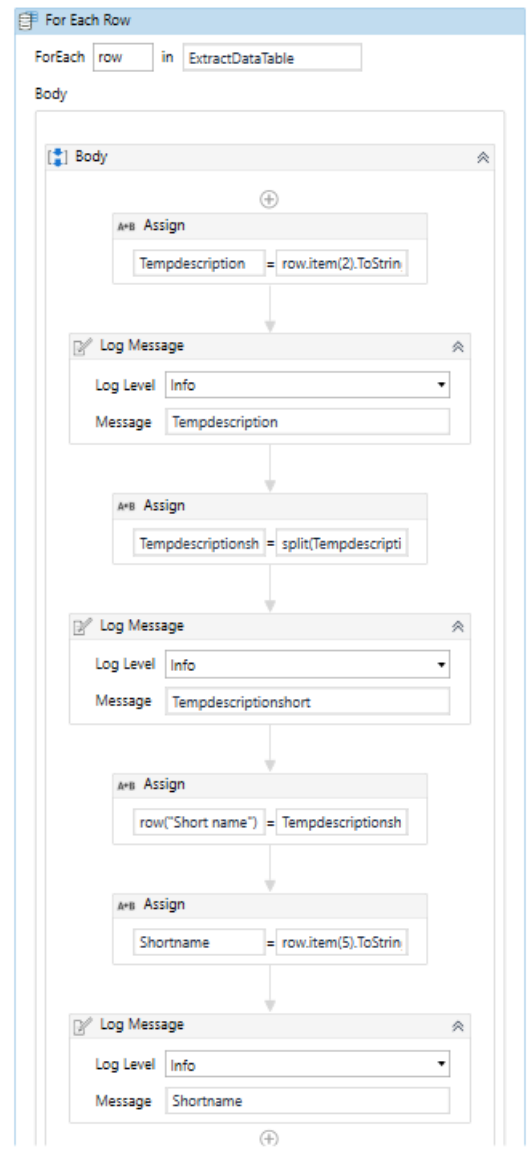 For Each Row
ForEach row in ExtractDataTable
Body
Body
A+B Assign
Tempdescription = row.item(2).ToStrin
Log Message
Log Level Info
Message Tempdescription
A+B Assign
Tempdescriptionsh = split(Tempdescripti
Log Message
Log Level Info
Message Tempdescriptionshort
A+B Assign
row("Short name") = Tempdescriptionsh
A+B Assign
Shortname = row.item(5).ToStrin
Log Message
Log Level Info
Message Shortname